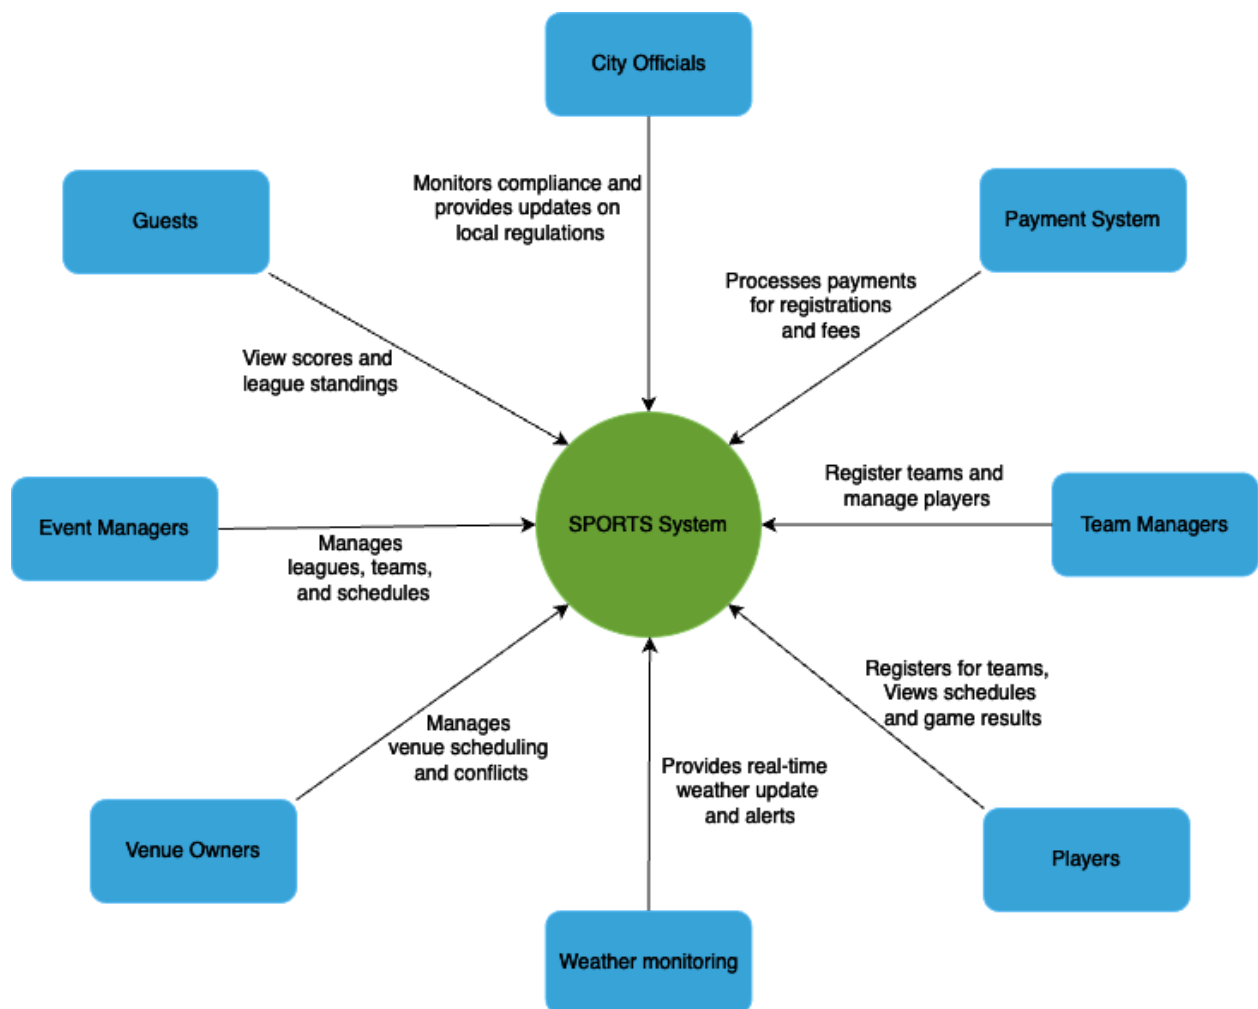 City Officials
Monitors compliance and
provides updates on
local regulations
Guests
Payment System
Processes payments
for registrations
and fees
View scores and
league standings
Event Managers
Manages
leagues, teams,
and schedules
SPORTS System
Register teams and
manage players
Team Managers
Registers for teams,
Views schedules
and game results
Manages
venue scheduling
and conflicts
Provides real-time
weather update
and alerts
Venue Owners
Players
Weather monitoring